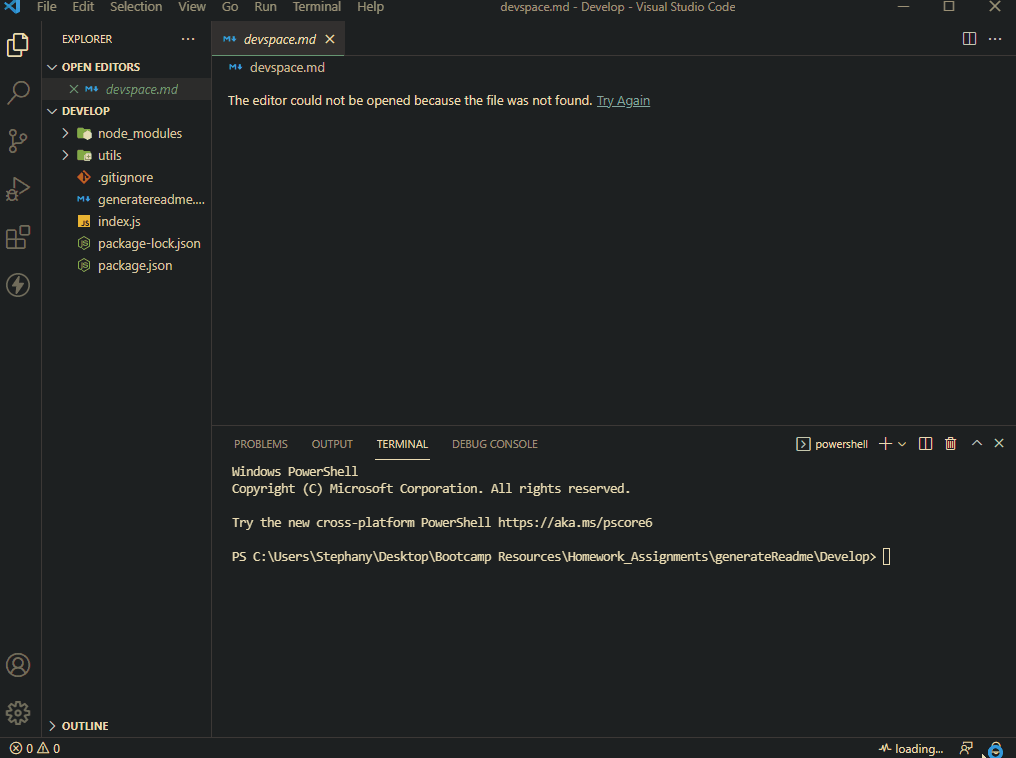 File Edit Selection View Go Run Terminal Help devspace.md - Develop - Visual Studio Code
EXPLORER
devspace.md
OPEN EDITORS
devspace.md
devspace.md
The editor could not be opened because the file was not found. Try Again
DEVELOP
node_modules
utils
.gitignore
generatereadme....
index.js
package-lock.json
package.json
PROBLEMS OUTPUT TERMINAL DEBUG CONSOLE powershell
Windows PowerShell
Copyright (C) Microsoft Corporation. All rights reserved.
Try the new cross-platform PowerShell https://aka.ms/pscore6
PS C:\Users\Stephany\Desktop\Bootcamp Resources\Homework_Assignments\generateReadme\Develop>
OUTLINE
0 0 loading...